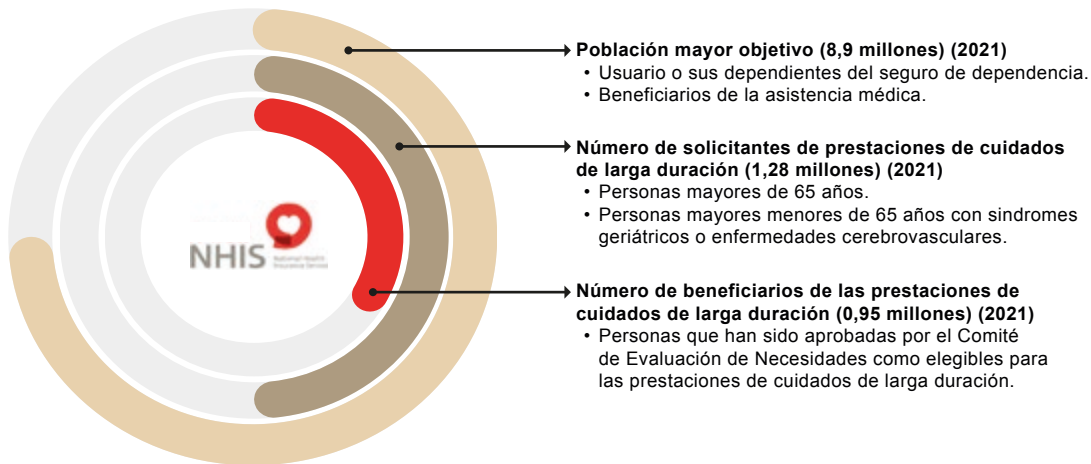 Población mayor objetivo (8,9 millones) (2021)
• Usuario o sus dependientes del seguro de dependencia.
• Beneficiarios de la asistencia médica.
Número de solicitantes de prestaciones de cuidados
de larga duración (1,28 millones) (2021)
• Personas mayores de 65 años.
• Personas mayores menores de 65 años con sindromes
geriátricos o enfermedades cerebrovasculares.
NHIS
National Health
Insurance Service
Número de beneficiarios de las prestaciones de
cuidados de larga duración (0,95 millones) (2021)
• Personas que han sido aprobadas por el Comité
de Evaluación de Necesidades como elegibles para
las prestaciones de cuidados de larga duración.